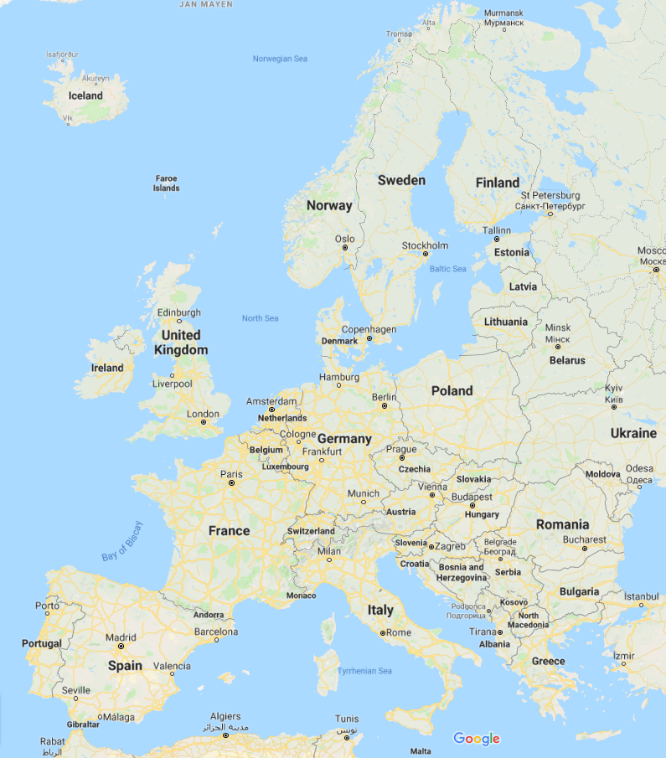 JAN MAYEN
Murmansk
Мурманск
Alta
Tromsø
Norwegian Sea
Ísafjörður
Akureyri
Iceland
Vik
Faroe
Islands
Sweden
Finland
Norway
St Petersburg
Санкт-Петербург
Tallinn
Oslo
Stockholm
Estonia
Moscow
Москва
Baltic Sea
Latvia
Edinburgh
North Sea
Lithuania
Copenhagen
Denmark
Minsk
Мінск
United
Kingdom
Belarus
Ireland
Liverpool
Hamburg
Poland
Kyiv
Київ
Amsterdam
Berlin
London
Netherlands
Cologne
Germany
Ukraine
Belgium
Frankfurt
Prague
Luxembourg
Czechia
Paris
Slovakia
Moldova
Odesa
Одеса
Vienna
Munich
Budapest
Austria
Hungary
Bay of Biscay
France
Switzerland
Romania
Slovenia
Zagreb
Belgrade
Београд
Bucharest
Milan
Croatia
Bosnia and
Herzegovina
Serbia
Monaco
Bulgaria
İstanbul
Porto
Andorra
Italy
Podgorica
Подгорица
Kosovo
North
Macedonia
Barcelona
Rome
Tirana
Madrid
Portugal
Albania
Spain
Valencia
Greece
İzmir
Tyrrhenian Sea
Seville
Málaga
Gibraltar
Algiers
مدينة الجزائر
Tunis
تونس
Rabat
الرباط
Google
Malta